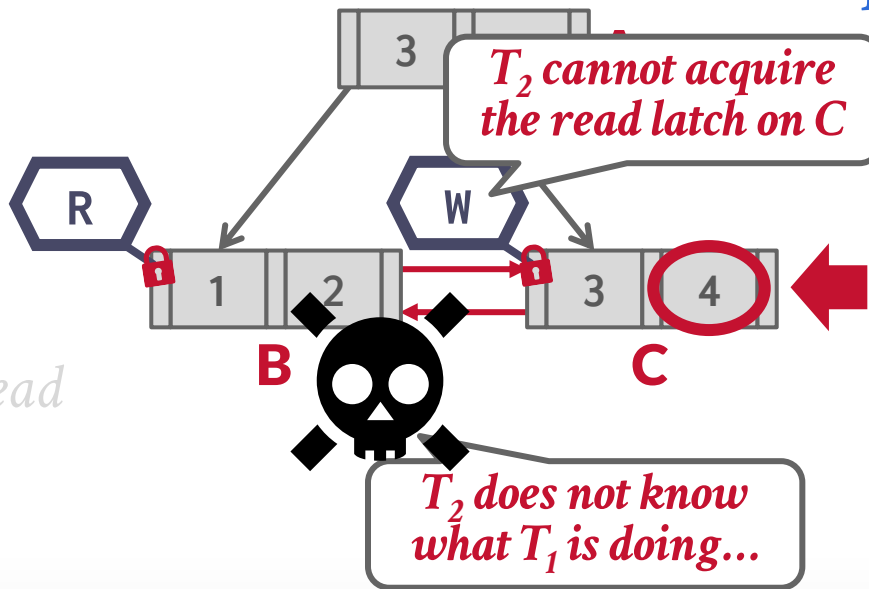 3
T₂ cannot acquire
the read latch on C
R
W
1 2
3 4
B
C
ead
T₂ does not know
what T₁ is doing...